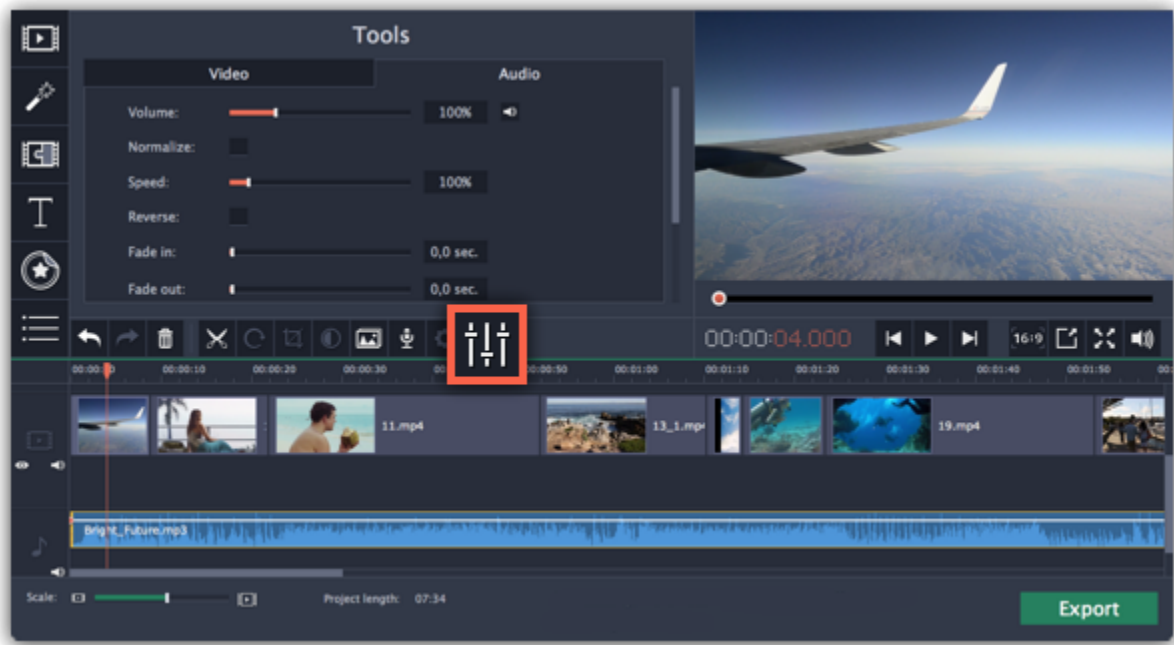 Tools
Video
Audio
Volume:
100%
Normalize:
Speed:
100%
Reverse:
Fade in:
0,0 sec.
Fade out:
0,0 sec.
T
00:00:04.000
16:9
00:00:10
00:00:20
00:00:30
00:00:50
00:01:00
00:01:10
00:01:20
00:01:30
00:01:40
00:01:50
11.mp4
13_1.mp4
19.mp4
Bright_Future.mp3
Scale:
Project length: 07:34
Export